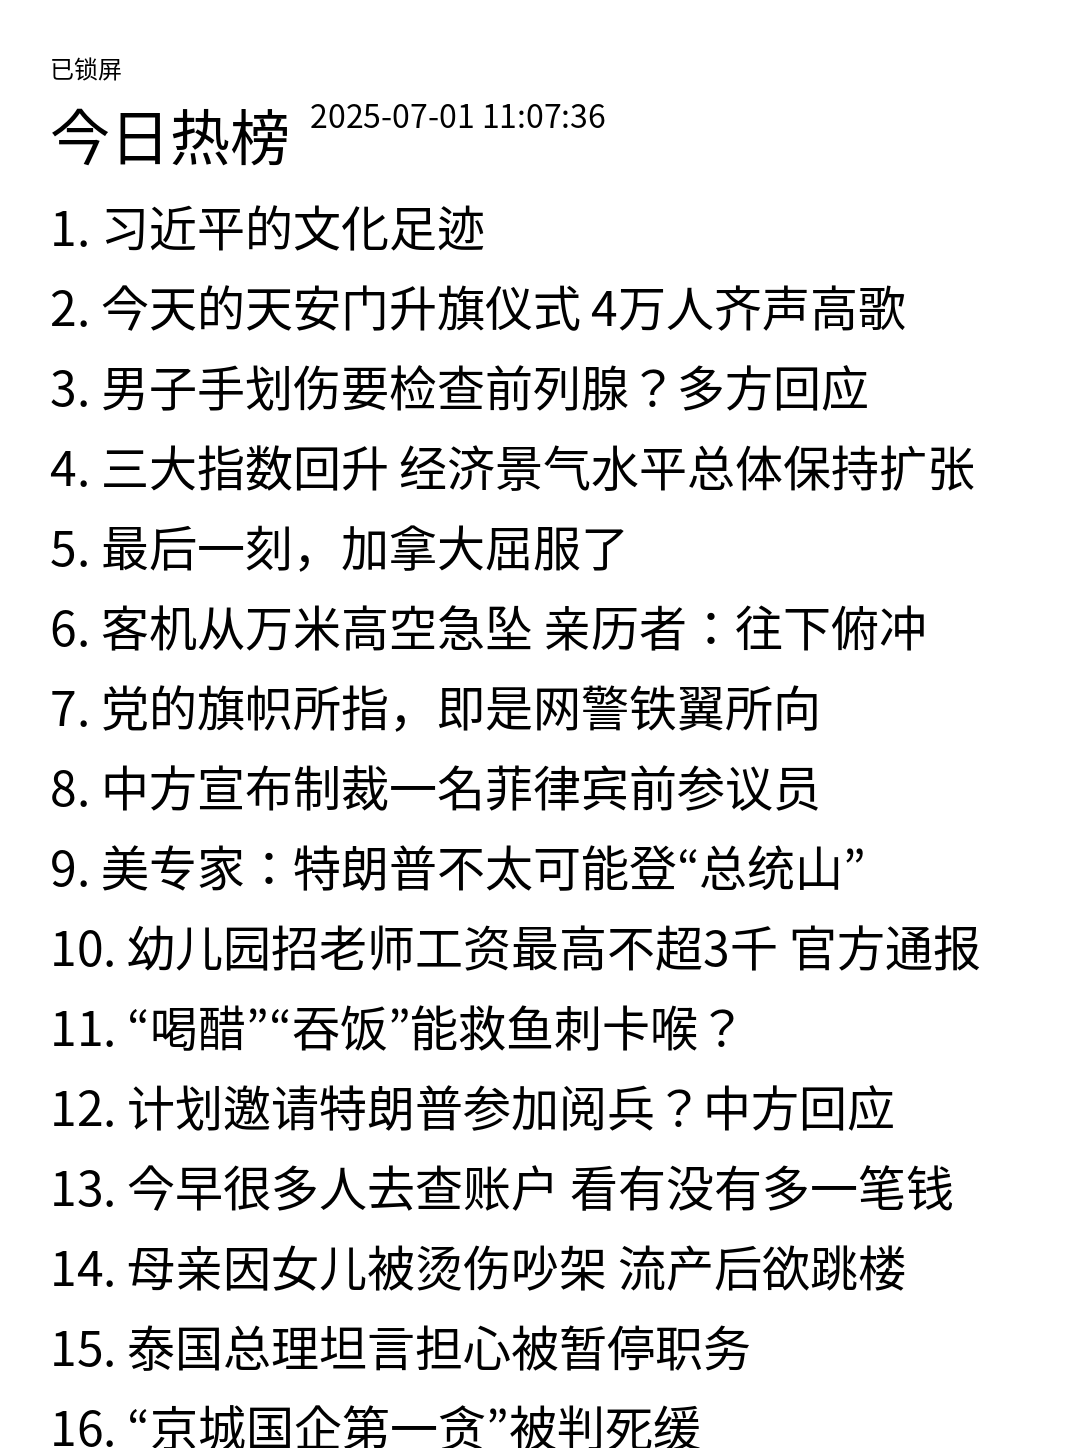 已锁屏
今日热榜 2025-07-01 11:07:36
1. 习近平的文化足迹
2. 今天的天安门升旗仪式 4万人齐声高歌
3. 男子手划伤要检查前列腺？多方回应
4. 三大指数回升 经济景气水平总体保持扩张
5. 最后一刻，加拿大屈服了
6. 客机从万米高空急坠 亲历者：往下俯冲
7. 党的旗帜所指，即是网警铁翼所向
8. 中方宣布制裁一名菲律宾前参议员
9. 美专家：特朗普不太可能登“总统山”
10. 幼儿园招老师工资最高不超3千 官方通报
11. “喝醋”“吞饭”能救鱼刺卡喉？
12. 计划邀请特朗普参加阅兵？中方回应
13. 今早很多人去查账户 看有没有多一笔钱
14. 母亲因女儿被烫伤吵架 流产后欲跳楼
15. 泰国总理坦言担心被暂停职务
16. “京城国企第一贪”被判死缓